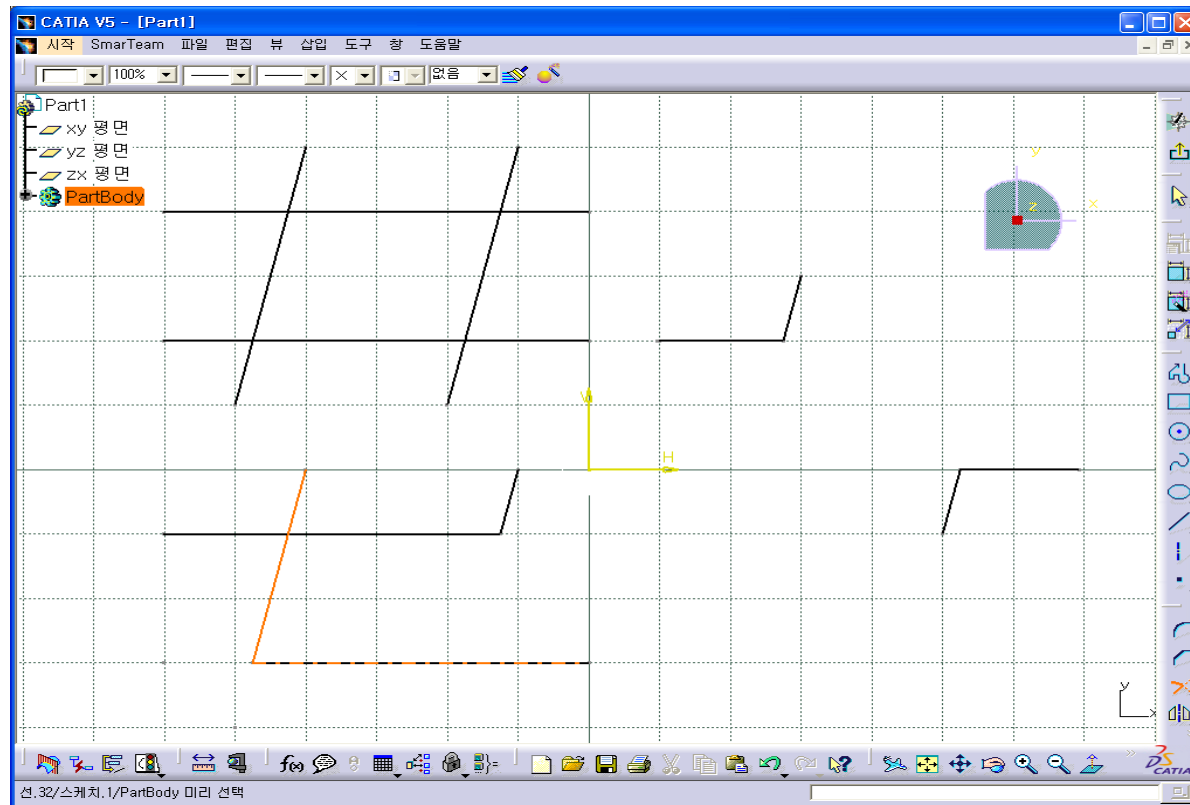 CATIA V5 - [Part1]
시작 SmarTeam 파일 편집 뷰 삽입 도구 창 도움말
100% 없음
Part1
xy 평면
yz 평면
zx 평면
PartBody
y
z
x
V
H
y
x
f(x)
CATIA
선.32/스케치.1/PartBody 미리 선택